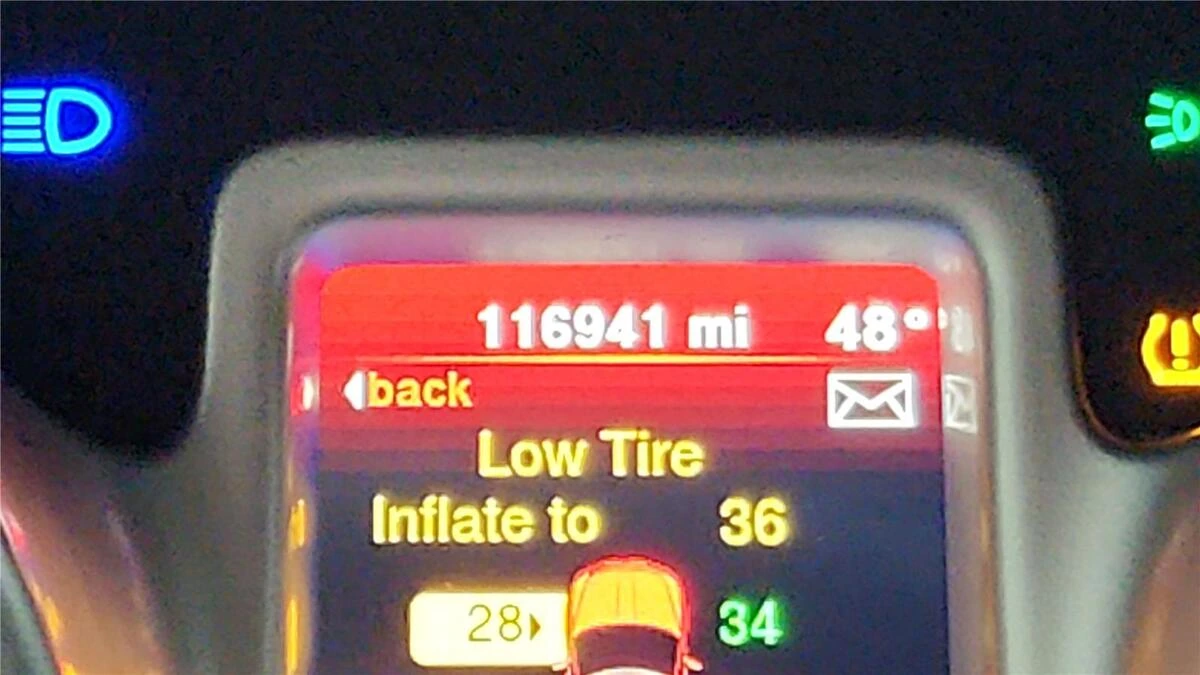 116941 mi 48°
back
Low Tire
Inflate to 36
28 34